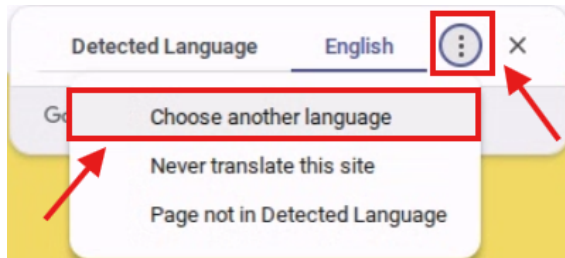 Detected Language English
Choose another language
Never translate this site
Page not in Detected Language